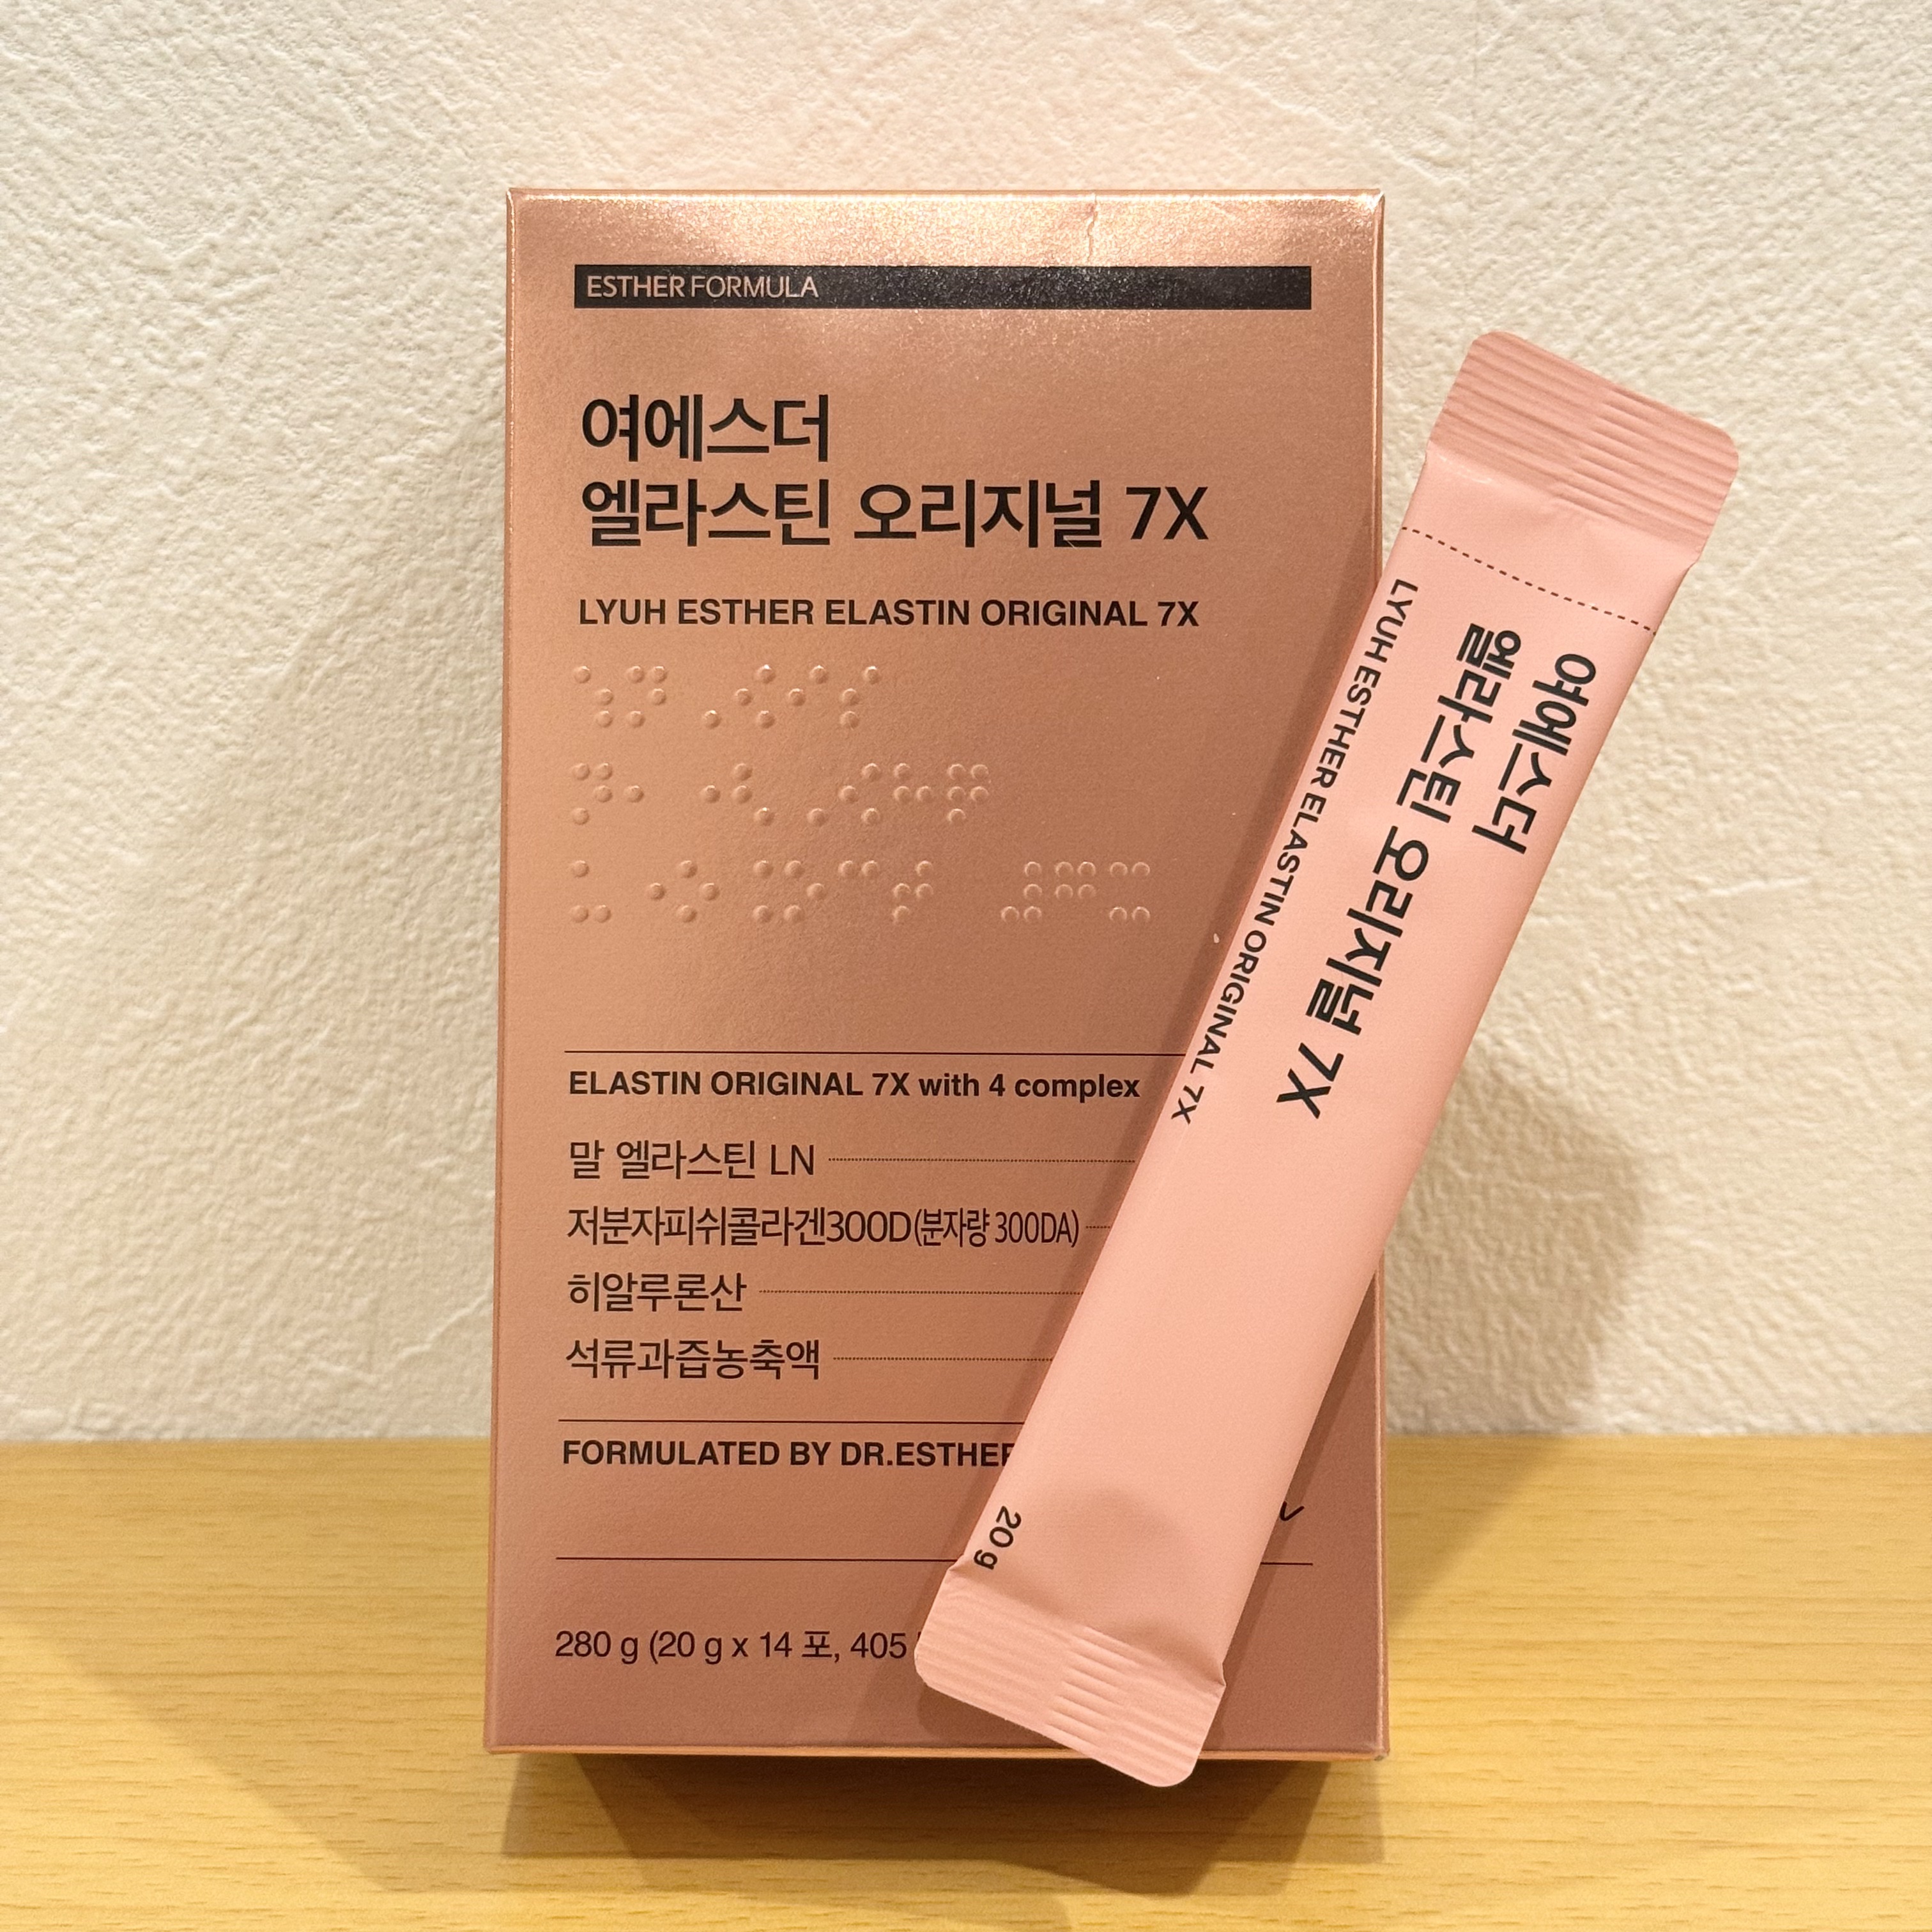 ESTHER FORMULA
여에스더
엘라스틴 오리지널 7X
LYUH ESTHER ELASTIN ORIGINAL 7X
ELASTIN ORIGINAL 7X with 4 complex
말 엘라스틴 LN
저분자피쉬콜라겐300D(분자량 300DA)
히알루론산
석류과즙농축액
FORMULATED BY DR.ESTHER
280 g (20 g x 14 포, 405
여에스더
엘라스틴 오리지널 7X
LYUH ESTHER ELASTIN ORIGINAL 7X
20 g